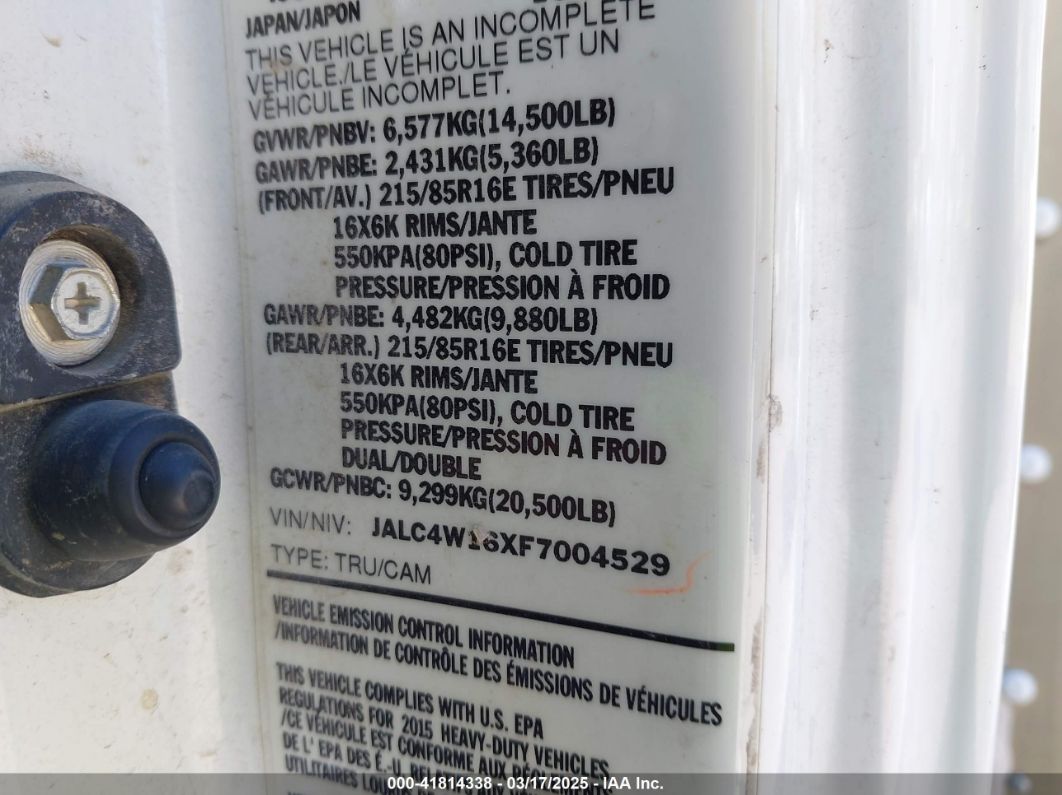 JAPAN/JAPON
THIS VEHICLE IS AN INCOMPLETE
VEHICLE./LE VÉHICULE EST UN
VÉHICULE INCOMPLET.
GVWR/PNBV: 6,577KG(14,500LB)
GAWR/PNBE: 2,431KG(5,360LB)
(FRONT/AV.) 215/85R16E TIRES/PNEU
16X6K RIMS/JANTE
550KPA(80PSI), COLD TIRE
PRESSURE/PRESSION À FROID
GAWR/PNBE: 4,482KG(9,880LB)
(REAR/ARR.) 215/85R16E TIRES/PNEU
16X6K RIMS/JANTE
550KPA(80PSI), COLD TIRE
PRESSURE/PRESSION À FROID
DUAL/DOUBLE
GCWR/PNBC: 9,299KG(20,500LB)
VIN/NIV: JALC4W16XF7004529
TYPE: TRU/CAM
VEHICLE EMISSION CONTROL INFORMATION
/INFORMATION DE CONTRÔLE DES ÉMISSIONS DE VÉHICULES
THIS VEHICLE COMPLIES WITH U.S. EPA
REGULATIONS FOR 2015 HEAVY-DUTY VEHICLES
/CE VÉHICULE EST CONFORME AUX
DE L' EPA DES É.-U.
UTILITAIRES
000-41814338 - 03/17/2025 - IAA Inc.